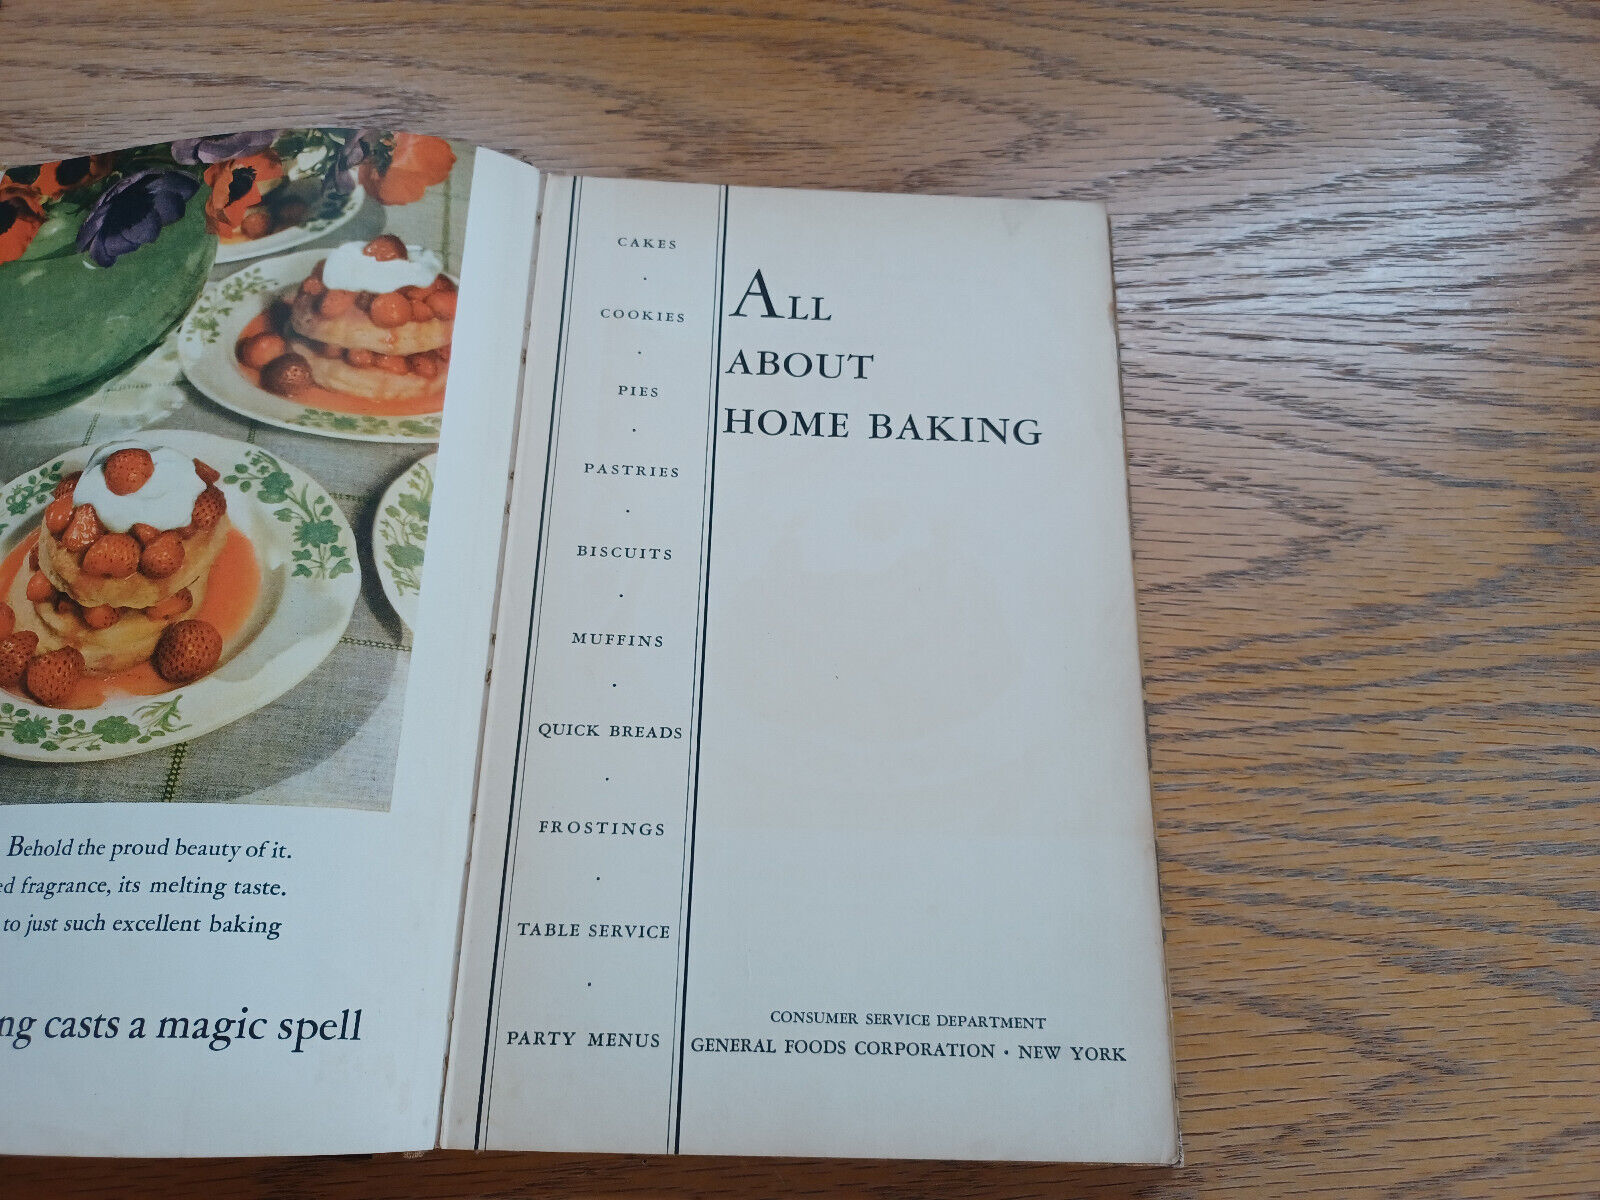 Behold the proud beauty of it.
fragrance, its melting taste.
to just such excellent baking
casts a magic spell
CAKES
·
COOKIES
·
PIES
·
PASTRIES
·
BISCUITS
·
MUFFINS
·
QUICK BREADS
·
FROSTINGS
·
TABLE SERVICE
·
PARTY MENUS
ALL
ABOUT
HOME BAKING
CONSUMER SERVICE DEPARTMENT
GENERAL FOODS CORPORATION · NEW YORK